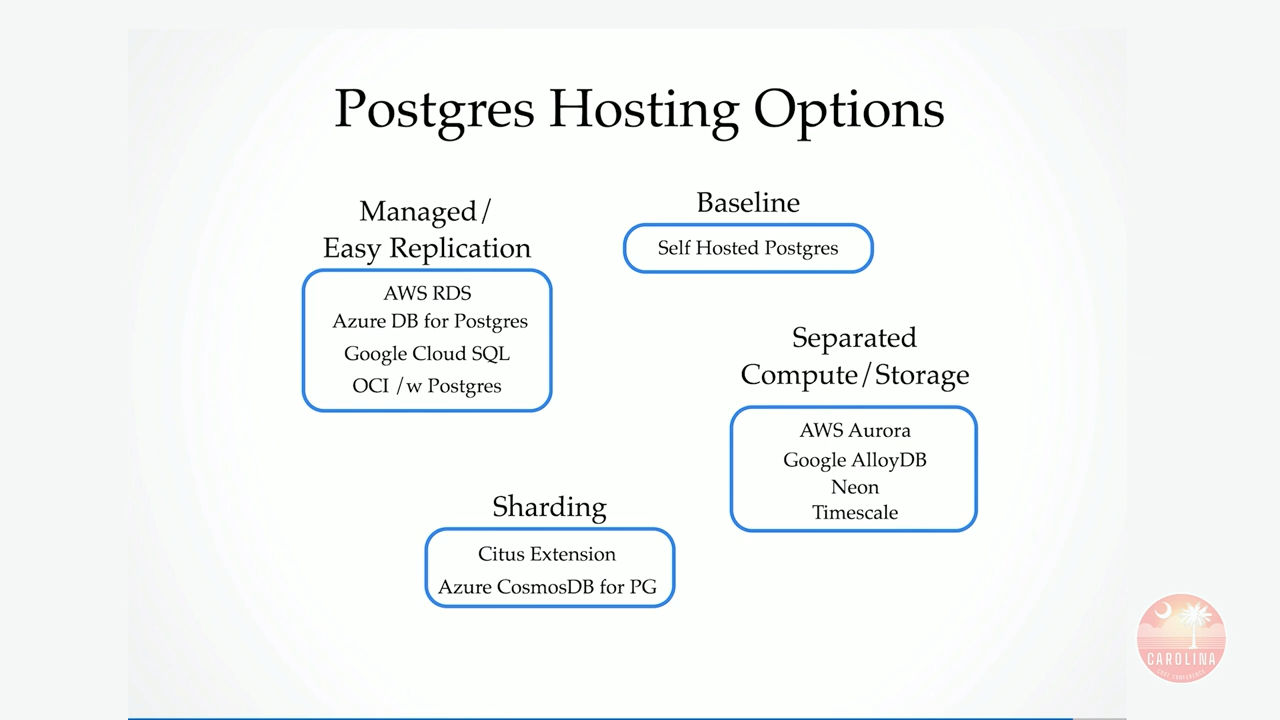 Postgres Hosting Options
Managed/
Easy Replication
AWS RDS
Azure DB for Postgres
Google Cloud SQL
OCI /w Postgres
Baseline
Self Hosted Postgres
Separated
Compute/Storage
AWS Aurora
Google AlloyDB
Neon
Timescale
Sharding
Citus Extension
Azure CosmosDB for PG
CAROLINA
CODE CONFERENCE